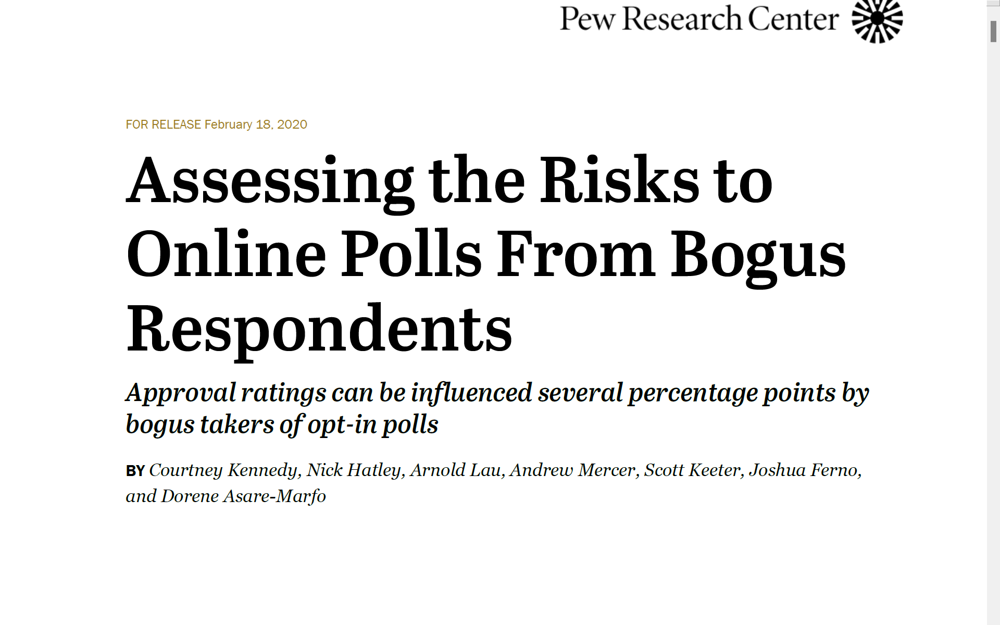 Pew Research Center
FOR RELEASE February 18, 2020
Assessing the Risks to
Online Polls From Bogus
Respondents
Approval ratings can be influenced several percentage points by
bogus takers of opt-in polls
BY Courtney Kennedy, Nick Hatley, Arnold Lau, Andrew Mercer, Scott Keeter, Joshua Ferno,
and Dorene Asare-Marfo